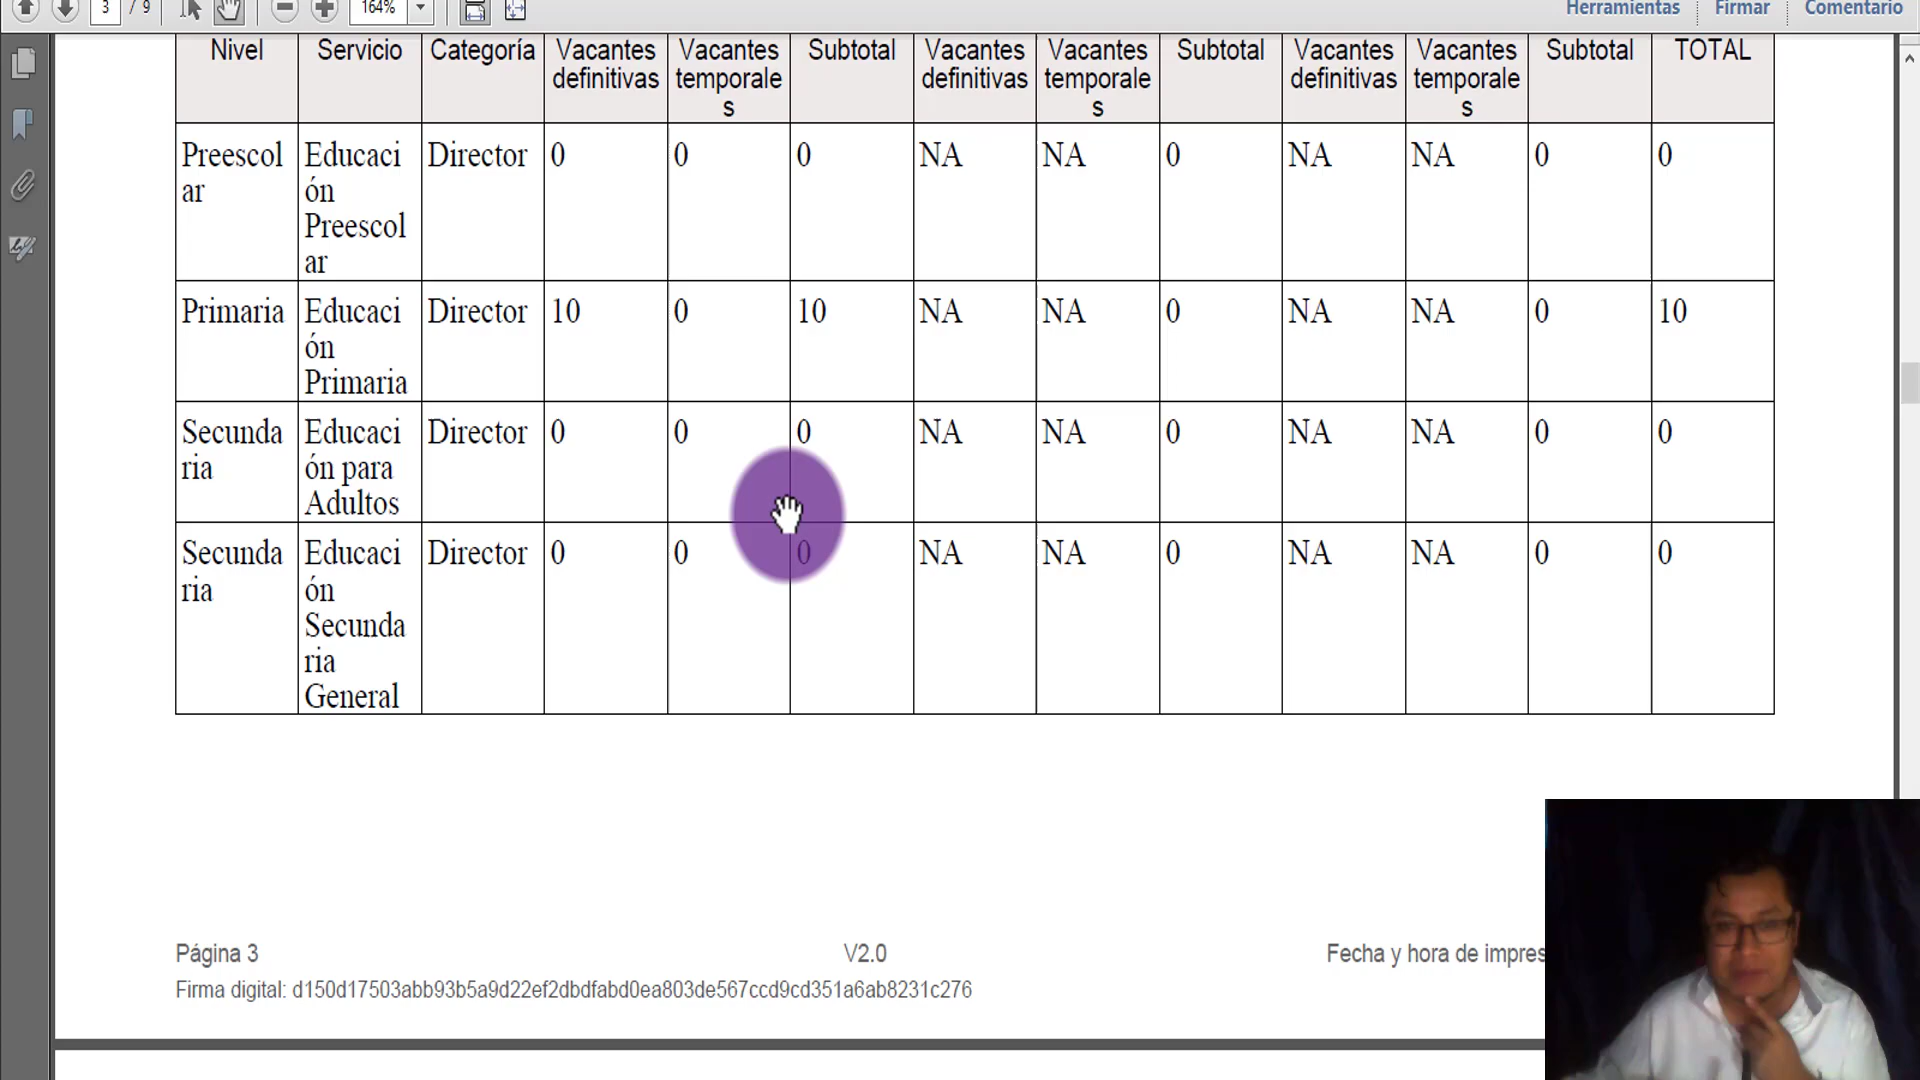 3 / 9 164% Herramientas Firmar Comentario
Nivel Servicio Categoría Vacantes definitivas Vacantes temporale s Subtotal Vacantes definitivas Vacantes temporale s Subtotal Vacantes definitivas Vacantes temporale s Subtotal TOTAL
Preescol ar Educaci ón Preescol ar Director 0 0 0 NA NA 0 NA NA 0 0
Primaria Educaci ón Primaria Director 10 0 10 NA NA 0 NA NA 0 10
Secunda ria Educaci ón para Adultos Director 0 0 0 NA NA 0 NA NA 0 0
Secunda ria Educaci ón Secunda ria General Director 0 0 0 NA NA 0 NA NA 0 0
Página 3 V2.0 Fecha y hora de impres
Firma digital: d150d17503abb93b5a9d22ef2dbdfabd0ea803de567ccd9cd351a6ab8231c276